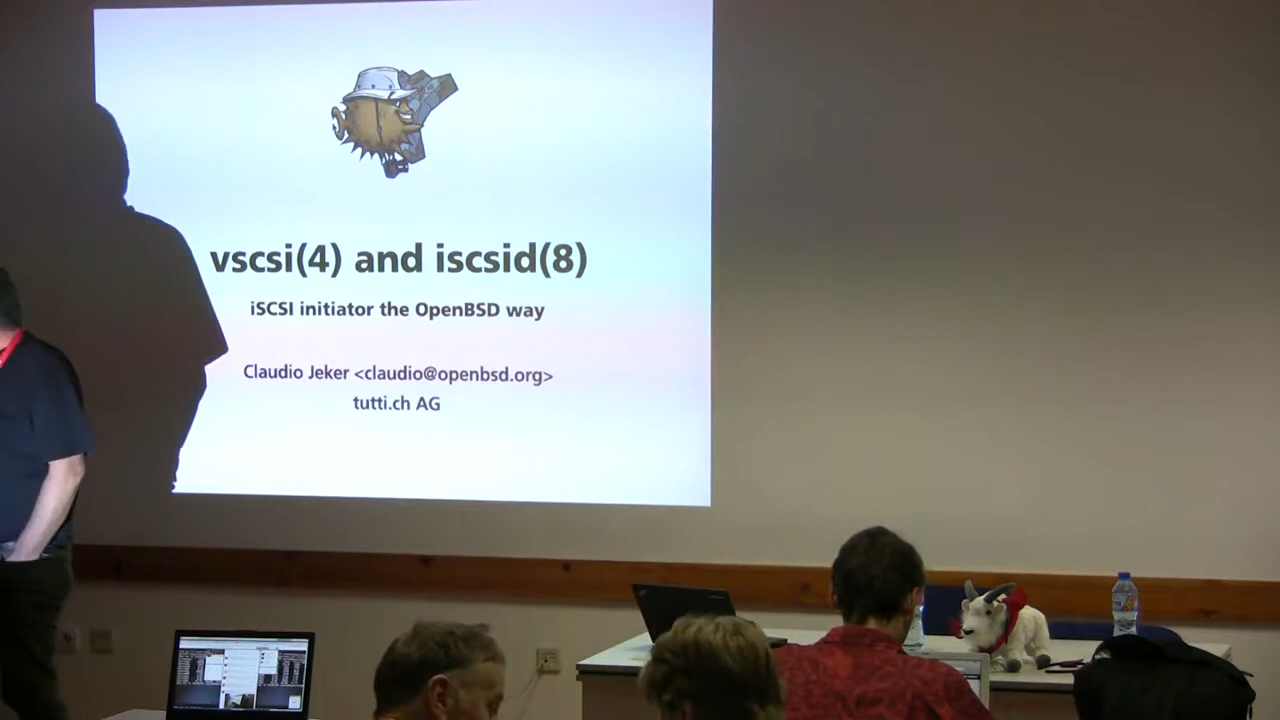 vscsi(4) and iscsid(8)
iSCSI initiator the OpenBSD way
Claudio Jeker <claudio@openbsd.org>
tutti.ch AG